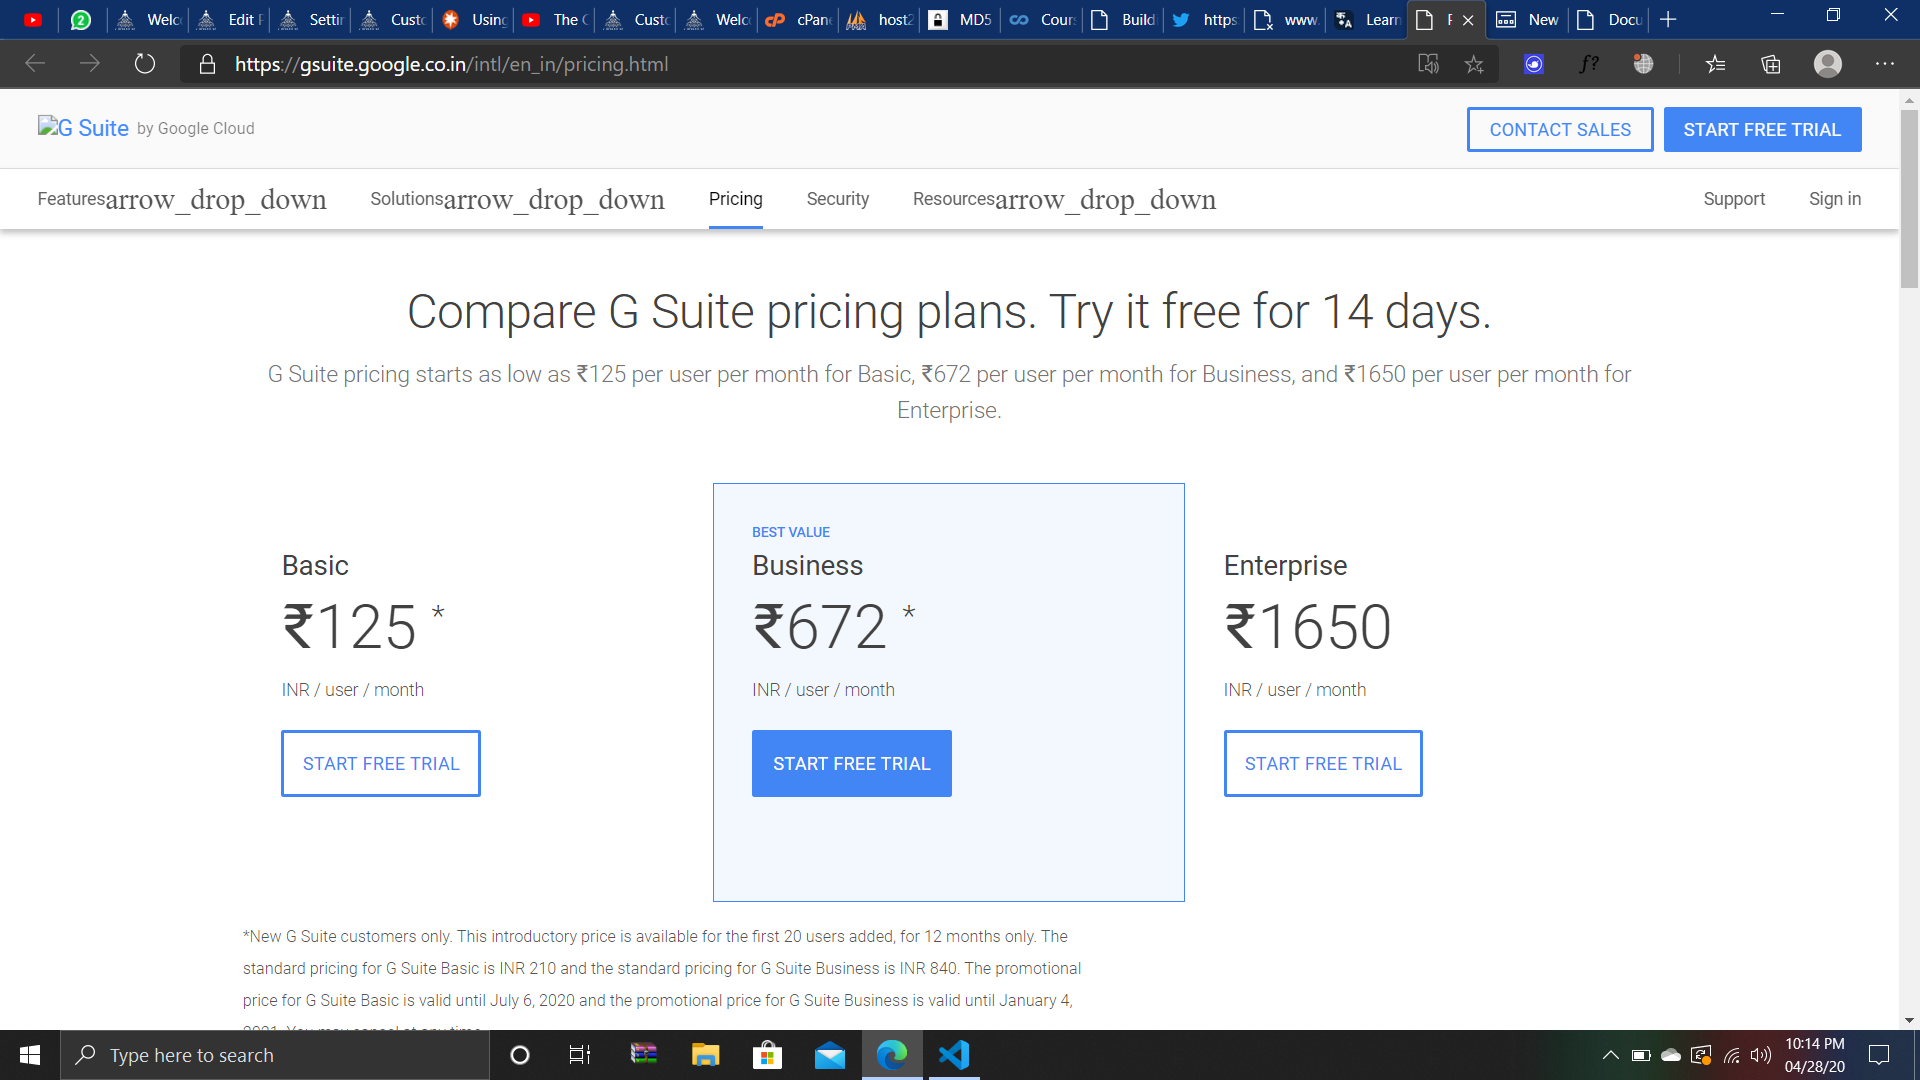 Welc
Edit F
Settin
Custo
Using
The C
Custo
Welc
cPane
host2
MD5
Cours
Buildi
https
www.
Learn
New
Docu
https://gsuite.google.co.in/intl/en_in/pricing.html
G Suite by Google Cloud
CONTACT SALES
START FREE TRIAL
Featuresarrow_drop_down Solutionsarrow_drop_down Pricing Security Resourcesarrow_drop_down Support Sign in
Compare G Suite pricing plans. Try it free for 14 days.
G Suite pricing starts as low as ₹125 per user per month for Basic, ₹672 per user per month for Business, and ₹1650 per user per month for
Enterprise.
Basic
₹125 *
INR / user / month
START FREE TRIAL
BEST VALUE
Business
₹672 *
INR / user / month
START FREE TRIAL
Enterprise
₹1650
INR / user / month
START FREE TRIAL
*New G Suite customers only. This introductory price is available for the first 20 users added, for 12 months only. The
standard pricing for G Suite Basic is INR 210 and the standard pricing for G Suite Business is INR 840. The promotional
price for G Suite Basic is valid until July 6, 2020 and the promotional price for G Suite Business is valid until January 4,
2021. You may cancel at any time.
Type here to search
10:14 PM
04/28/20